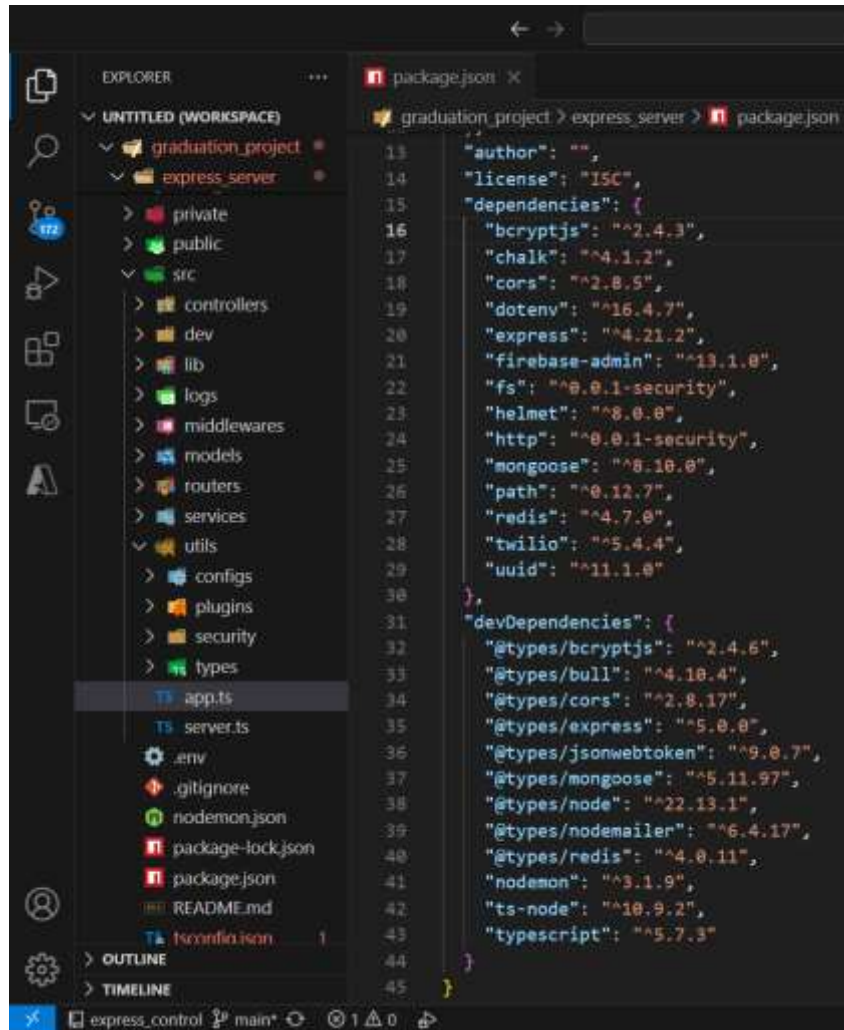 EXPLORER ...
UNTITLED (WORKSPACE)
graduation_project
express_server
private
public
src
controllers
dev
lib
logs
middlewares
models
routers
services
utils
configs
plugins
security
types
TS app.ts
TS server.ts
.env
.gitignore
nodemon.json
package-lock.json
package.json
README.md
tsconfig.json 1
OUTLINE
TIMELINE
172
package.json ×
graduation_project > express_server > package.json
13 "author": "",
14 "license": "ISC",
15 "dependencies": {
16 "bcryptjs": "^2.4.3",
17 "chalk": "^4.1.2",
18 "cors": "^2.8.5",
19 "dotenv": "^16.4.7",
20 "express": "^4.21.2",
21 "firebase-admin": "^13.1.0",
22 "fs": "^0.0.1-security",
23 "helmet": "^8.0.0",
24 "http": "^0.0.1-security",
25 "mongoose": "^8.10.0",
26 "path": "^0.12.7",
27 "redis": "^4.7.0",
28 "twilio": "^5.4.4",
29 "uuid": "^11.1.0"
30 },
31 "devDependencies": {
32 "@types/bcryptjs": "^2.4.6",
33 "@types/bull": "^4.10.4",
34 "@types/cors": "^2.8.17",
35 "@types/express": "^5.0.0",
36 "@types/jsonwebtoken": "^9.0.7",
37 "@types/mongoose": "^5.11.97",
38 "@types/node": "^22.13.1",
39 "@types/nodemailer": "^6.4.17",
40 "@types/redis": "^4.0.11",
41 "nodemon": "^3.1.9",
42 "ts-node": "^10.9.2",
43 "typescript": "^5.7.3"
44 }
45 }
express_control main* 1 0